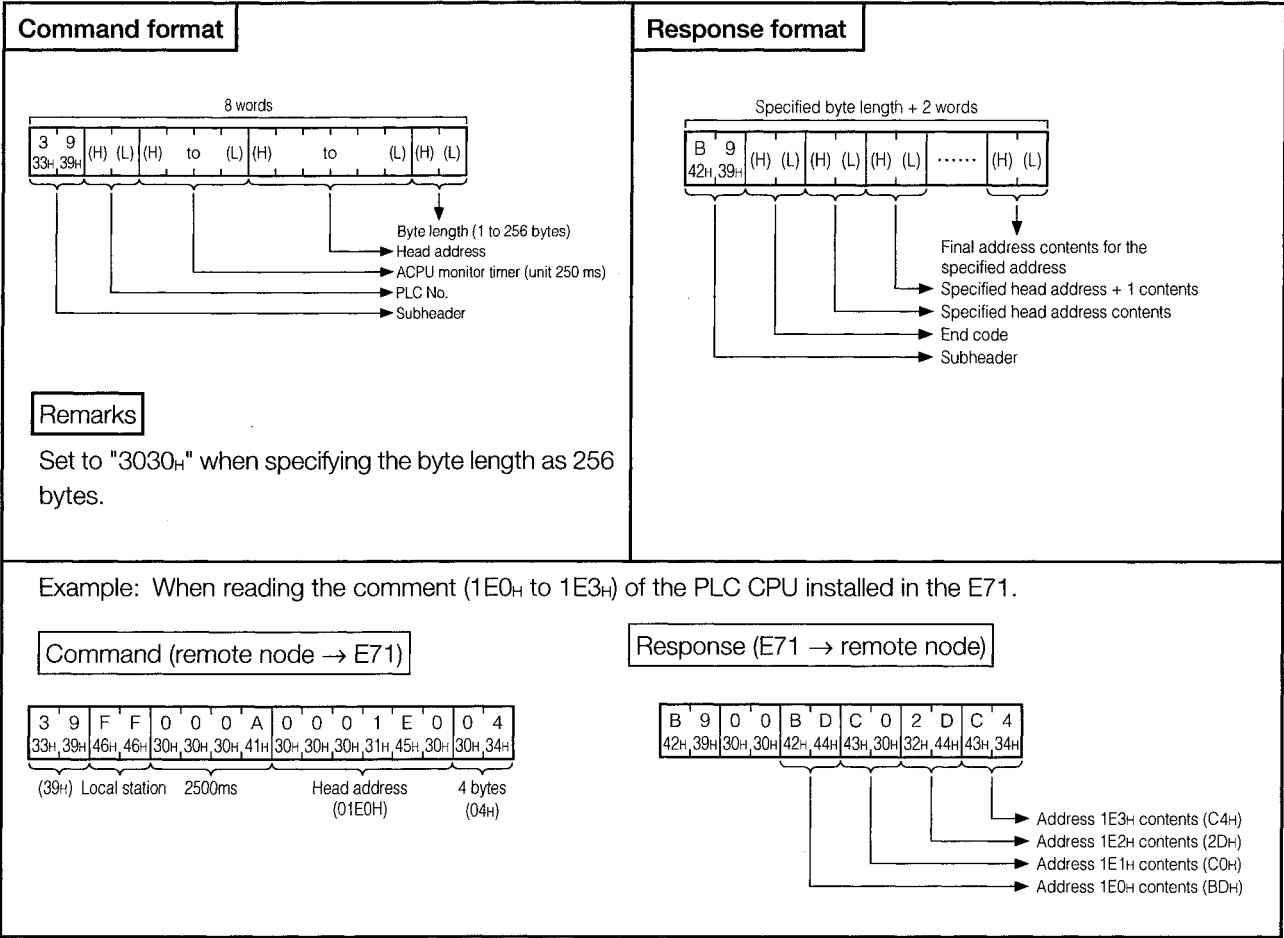 Command format
8 words
3 9 (H) (L) (H) to (L) (H) to (L) (H) (L)
33H 39H
Byte length (1 to 256 bytes)
Head address
ACPU monitor timer (unit 250 ms)
PLC No.
Subheader
Remarks
Set to "3030H" when specifying the byte length as 256
bytes.
Response format
Specified byte length + 2 words
B 9 (H) (L) (H) (L) (H) (L) ...... (H) (L)
42H 39H
Final address contents for the
specified address
Specified head address + 1 contents
Specified head address contents
End code
Subheader
Example: When reading the comment (1E0H to 1E3H) of the PLC CPU installed in the E71.
Command (remote node → E71)
3 9 F F 0 0 0 A 0 0 0 1 E 0 0 4
33H 39H 46H 46H 30H 30H 30H 41H 30H 30H 30H 31H 45H 30H 30H 34H
(39H) Local station 2500ms Head address 4 bytes
(01E0H) (04H)
Response (E71 → remote node)
B 9 0 0 B D C 0 2 D C 4
42H 39H 30H 30H 42H 44H 43H 30H 32H 44H 43H 34H
Address 1E3H contents (C4H)
Address 1E2H contents (2DH)
Address 1E1H contents (C0H)
Address 1E0H contents (BDH)